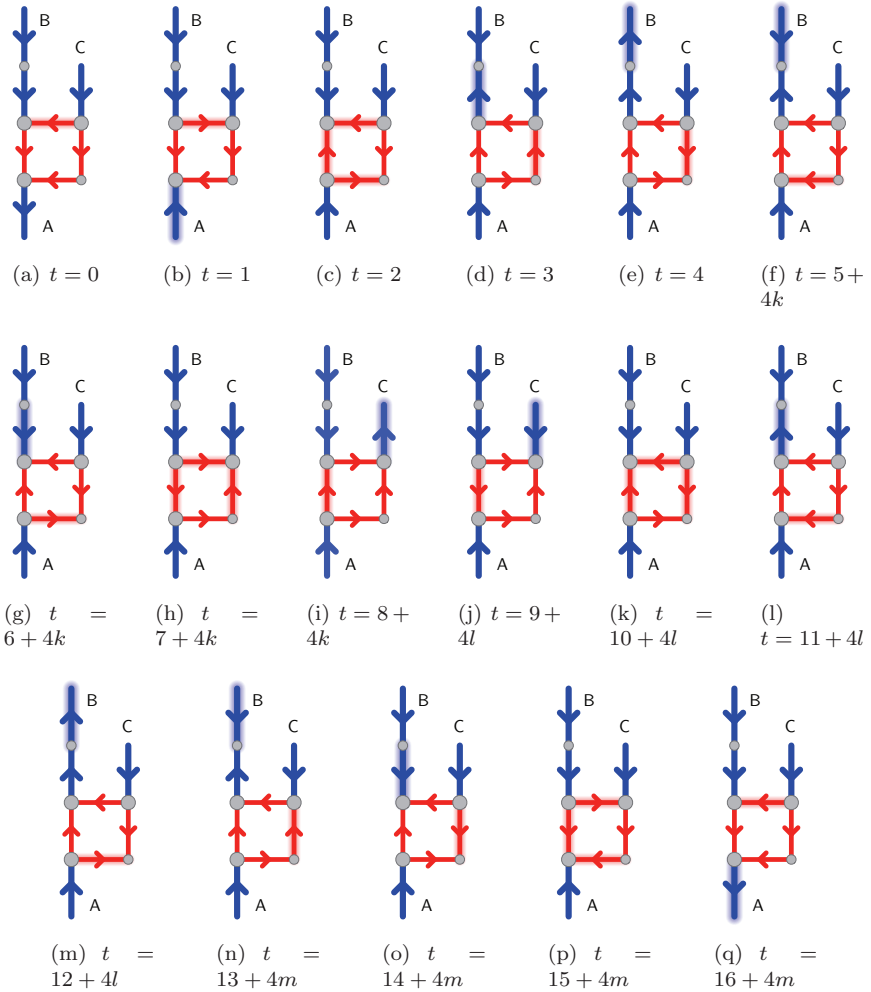 B B B B B B
C C C C C C
A A A A A A
(a) t = 0 (b) t = 1 (c) t = 2 (d) t = 3 (e) t = 4 (f) t = 5 +
4k
B B B B B B
C C C C C C
A A A A A A
(g) t = (h) t = (i) t = 8 + (j) t = 9 + (k) t = (l)
6 + 4k 7 + 4k 4k 4l 10 + 4l t = 11 + 4l
B B B B B
C C C C C
A A A A A
(m) t = (n) t = (o) t = (p) t = (q) t =
12 + 4l 13 + 4m 14 + 4m 15 + 4m 16 + 4m